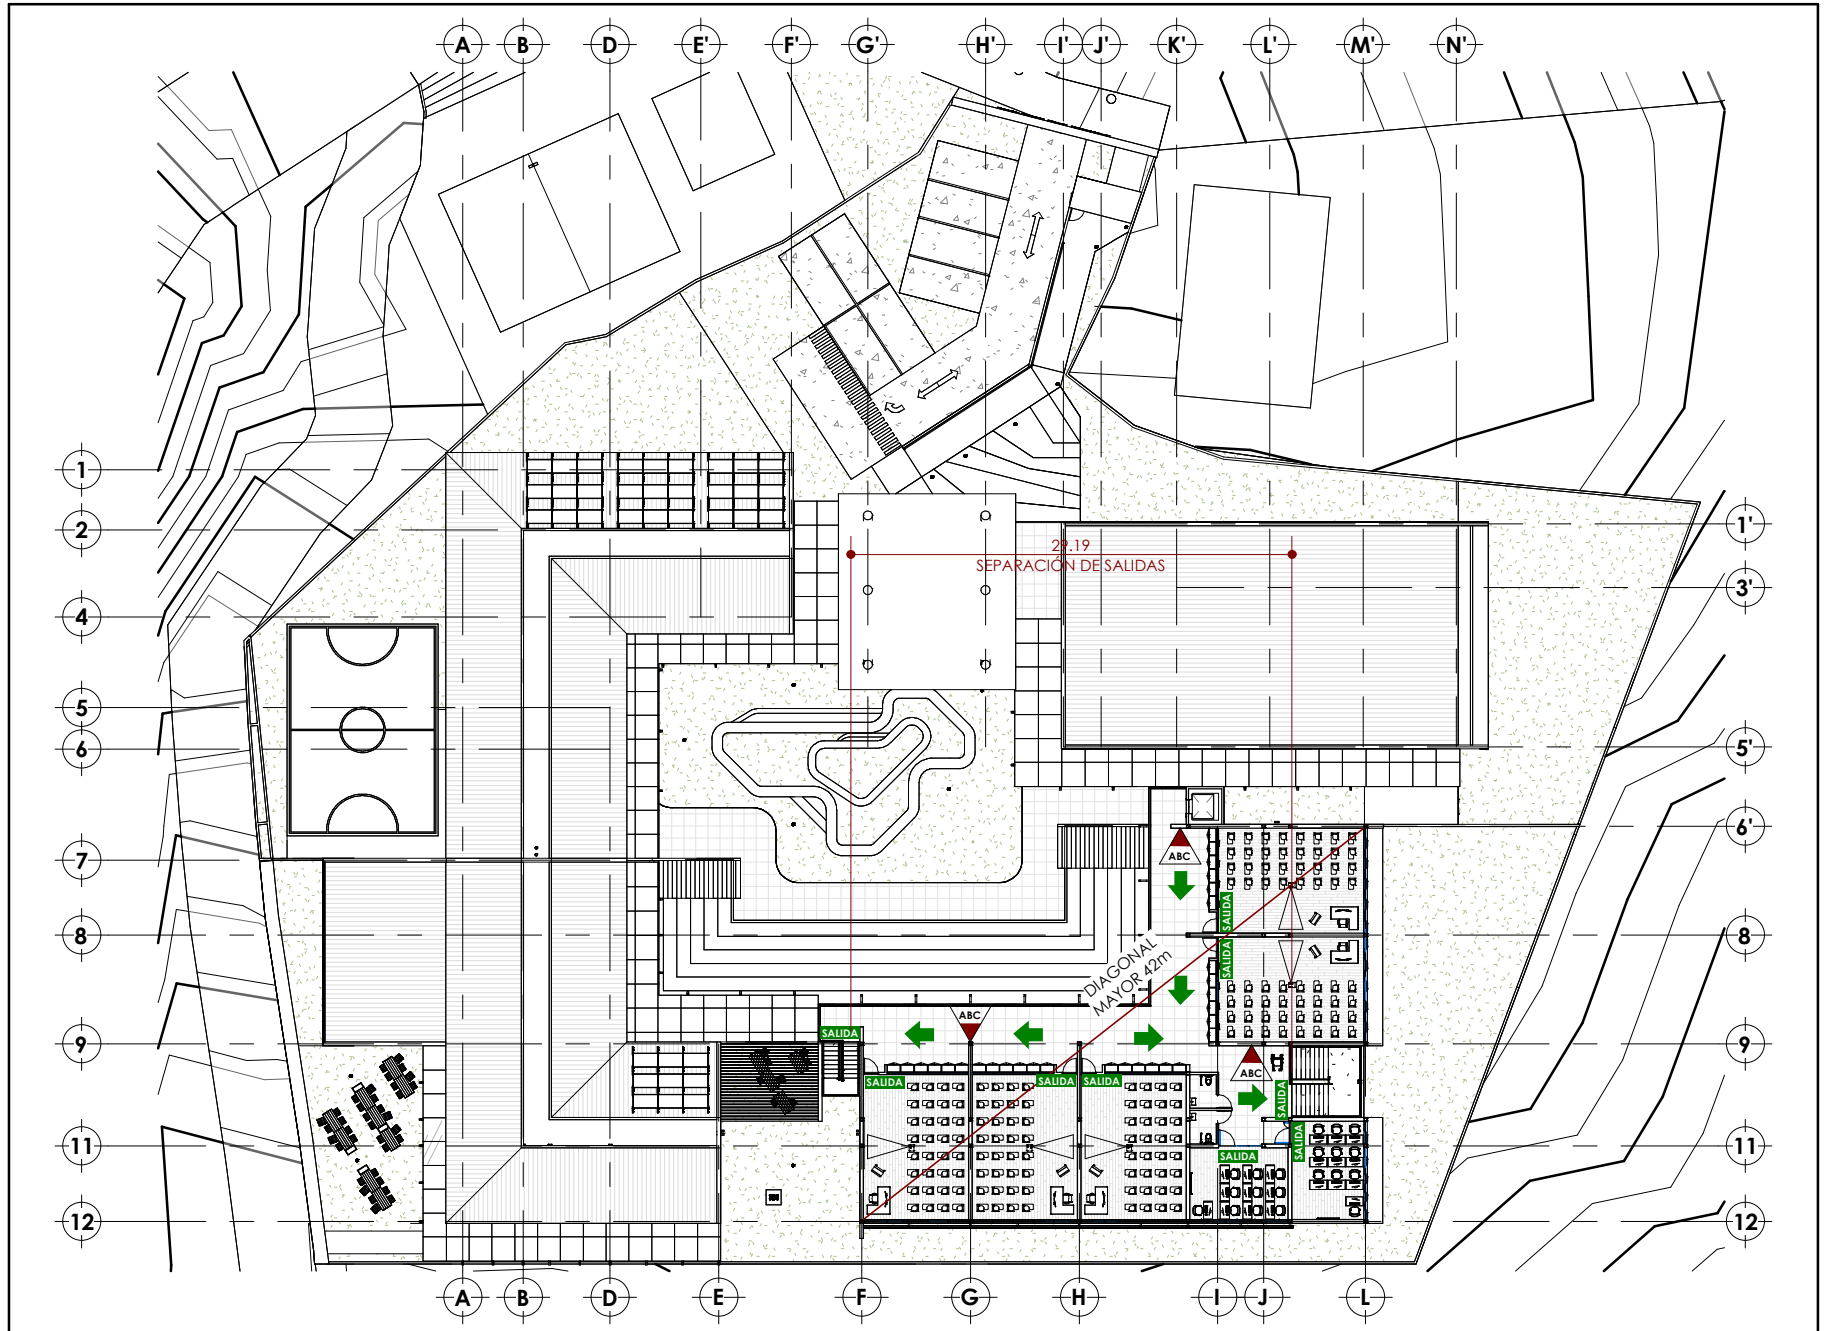 A B D E' F' G' H' I' J' K' L' M' N'
1
2
1'
29.19
SEPARACIÓN DE SALIDAS
3'
4
5
6
5'
6'
7
ABC
SALIDA
8
8
SALIDA
DIAGONAL
MAYOR 42m
ABC
SALIDA
9
9
ABC
SALIDA
SALIDA
SALIDA
SALIDA
11
SALIDA
SALIDA
11
12
12
A B D E F G H I J L